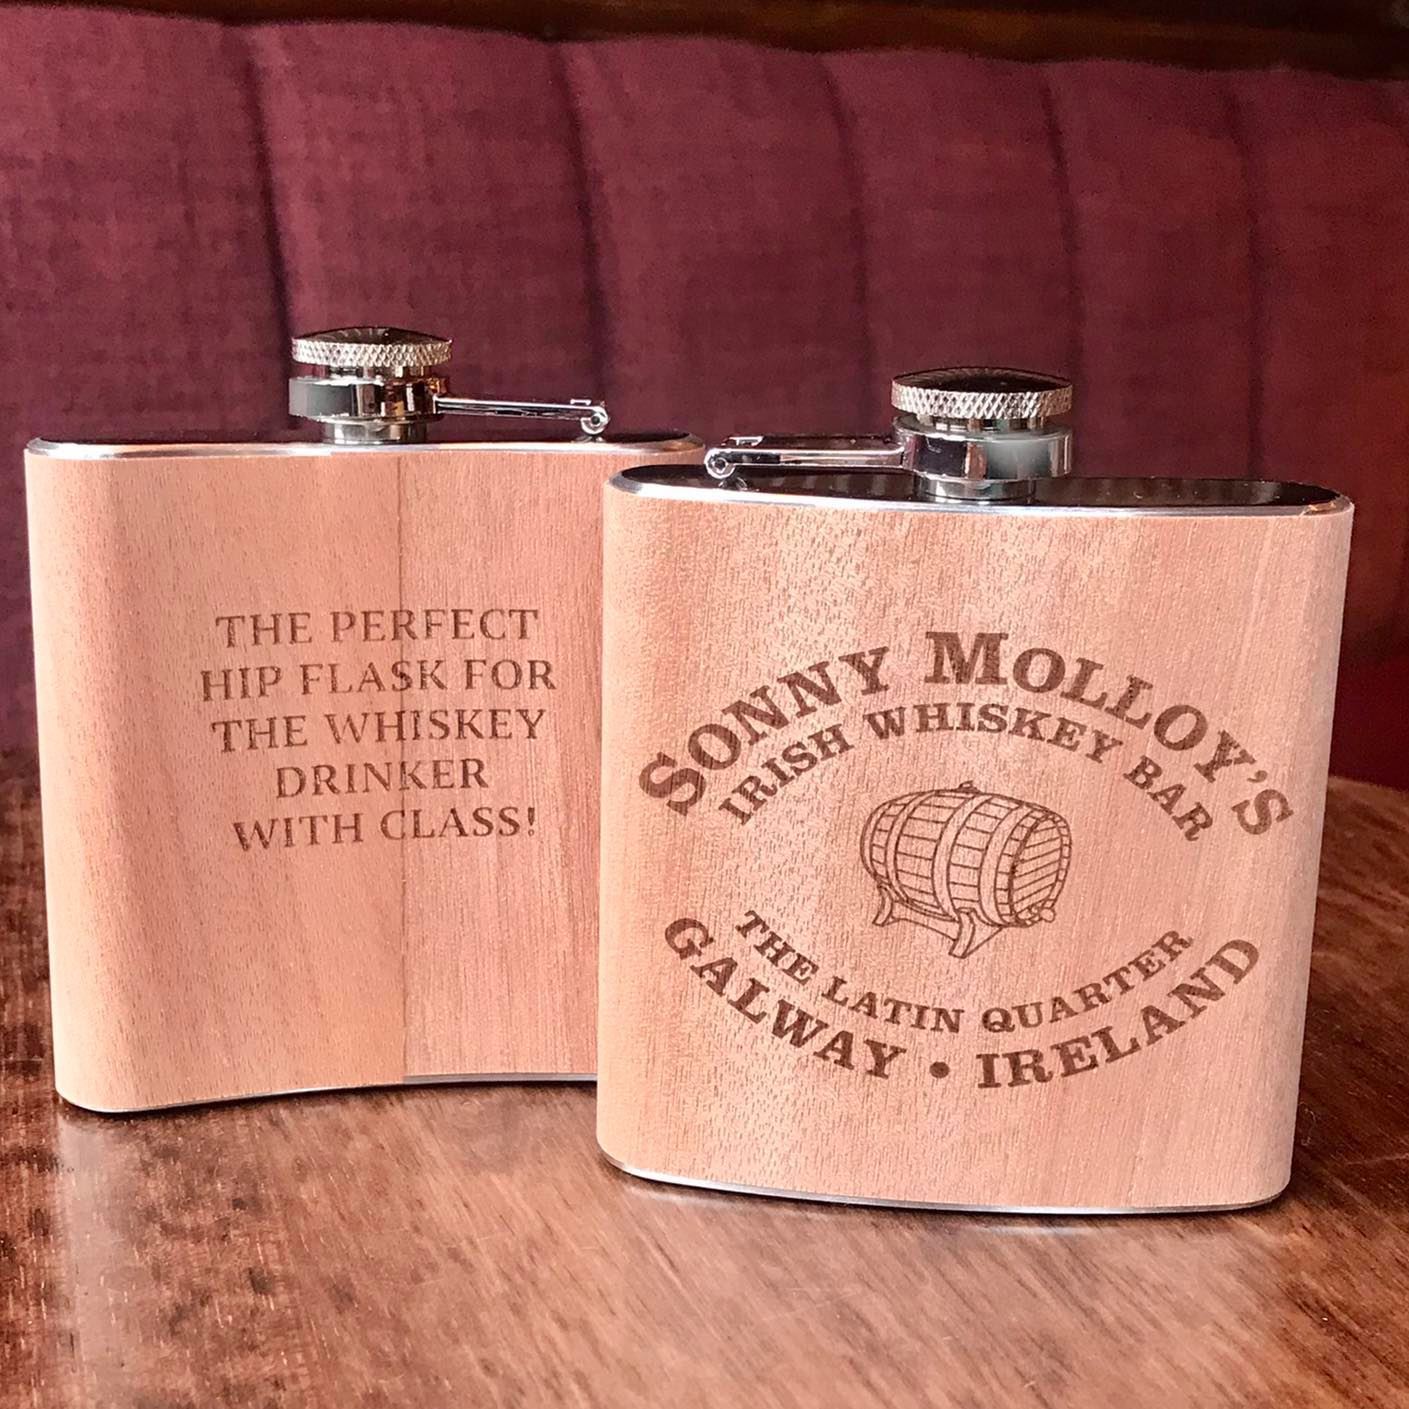 THE PERFECT
HIP FLASK FOR
THE WHISKEY
DRINKER
WITH CLASS!
SONNY MOLLOY'S
IRISH WHISKEY BAR
THE LATIN QUARTER
GALWAY • IRELAND